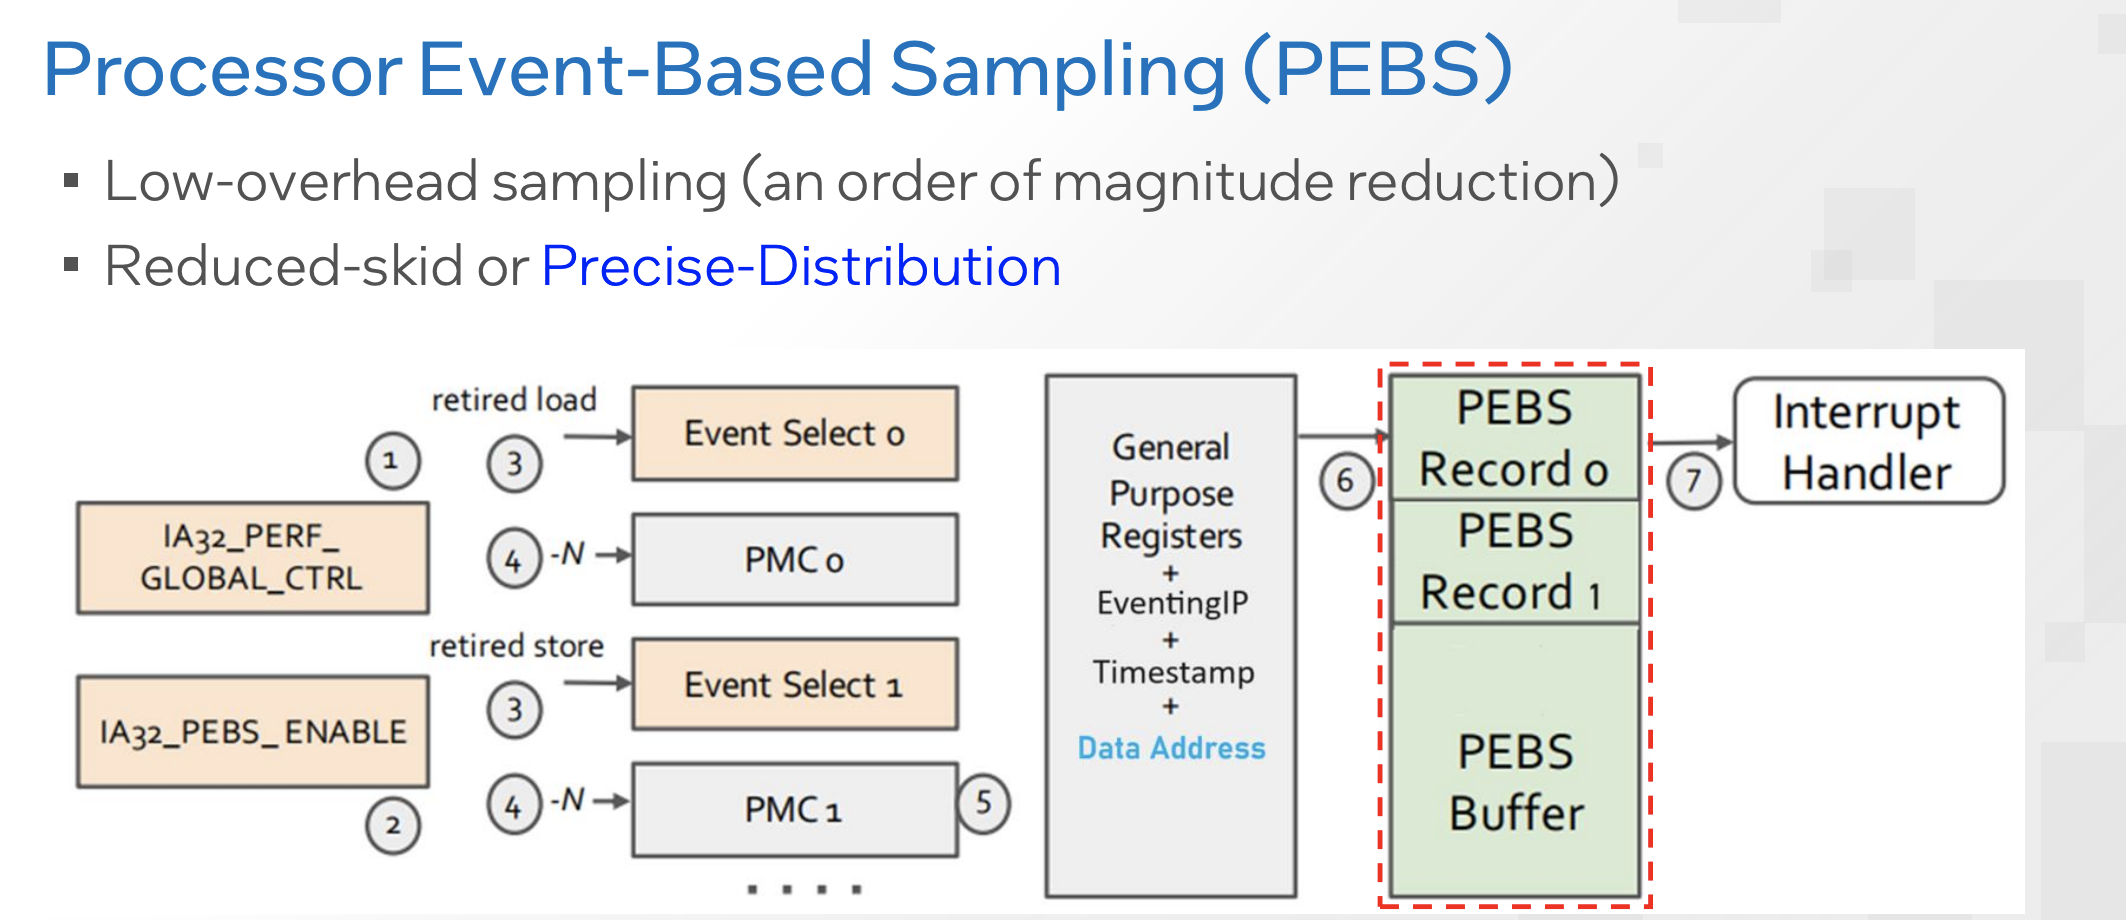 Processor Event-Based Sampling (PEBS)
▪ Low-overhead sampling (an order of magnitude reduction)
▪ Reduced-skid or Precise-Distribution
1
IA32_PERF_
GLOBAL_CTRL
IA32_PEBS_ENABLE
2
retired load
3
Event Select 0
4 -N
PMC 0
retired store
3
Event Select 1
4 -N
PMC 1
5
. . . .
General
Purpose
Registers
+
EventingIP
+
Timestamp
+
Data Address
6
PEBS
Record 0
PEBS
Record 1
PEBS
Buffer
7
Interrupt
Handler